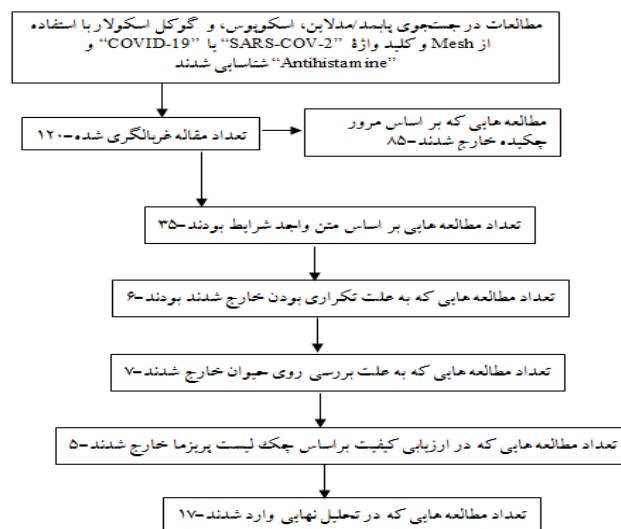 مطالعات در جستجوی پابمد/مدلاین، اسکوپوس، و گوگل اسکولار با استفاده
از Mesh و کلید واژۀ “SARS-COV-2” یا “COVID-19” و
“Antihistamine” شناسایی شدند
تعداد مقاله غربالگری شده-۱۲۰
مطالعه هایی که بر اساس مرور
چکیده خارج شدند-۸۵
تعداد مطالعه هایی بر اساس متن واجد شرایط بودند-۳۵
تعداد مطالعه هایی که به علت تکراری بودن خارج شدند بودند-۶
تعداد مطالعه هایی که به علت بررسی روی حیوان خارج شدند-۷
تعداد مطالعه هایی که در ارزیابی کیفیت براساس چک لیست پریزما خارج شدند-۵
تعداد مطالعه هایی که در تحلیل نهایی وارد شدند-۱۷